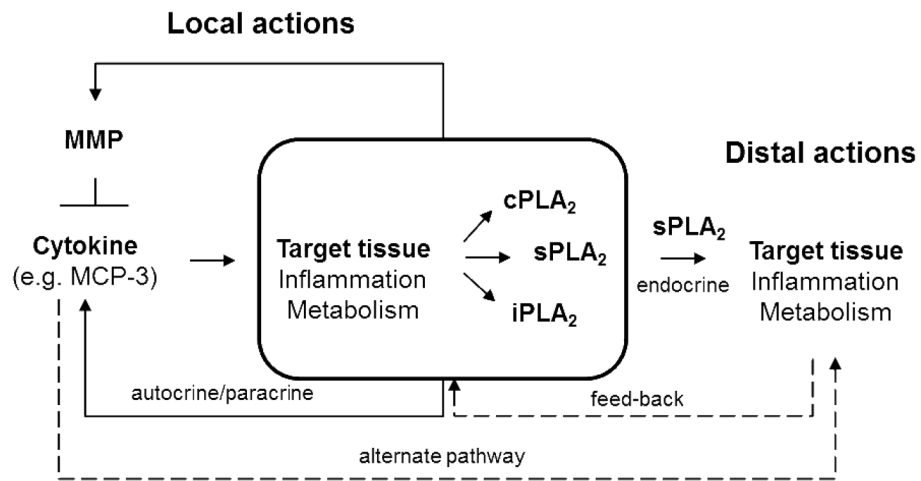 Local actions
MMP
Distal actions
cPLA₂
Cytokine
(e.g. MCP-3)
Target tissue
Inflammation
Metabolism
sPLA₂
iPLA₂
sPLA₂
endocrine
Target tissue
Inflammation
Metabolism
autocrine/paracrine
feed-back
alternate pathway